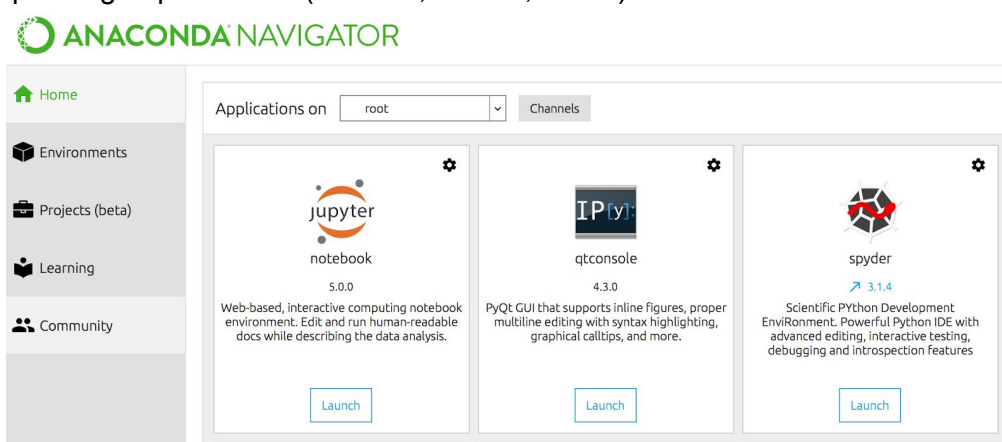 ANACONDA NAVIGATOR
Home
Environments
Projects (beta)
Learning
Community
Applications on root Channels
jupyter
notebook
5.0.0
Web-based, interactive computing notebook
environment. Edit and run human-readable
docs while describing the data analysis.
Launch
IP[y]:
qtconsole
4.3.0
PyQt GUI that supports inline figures, proper
multiline editing with syntax highlighting,
graphical calltips, and more.
Launch
spyder
3.1.4
Scientific PYthon Development
EnviRonment. Powerful Python IDE with
advanced editing, interactive testing,
debugging and introspection features
Launch